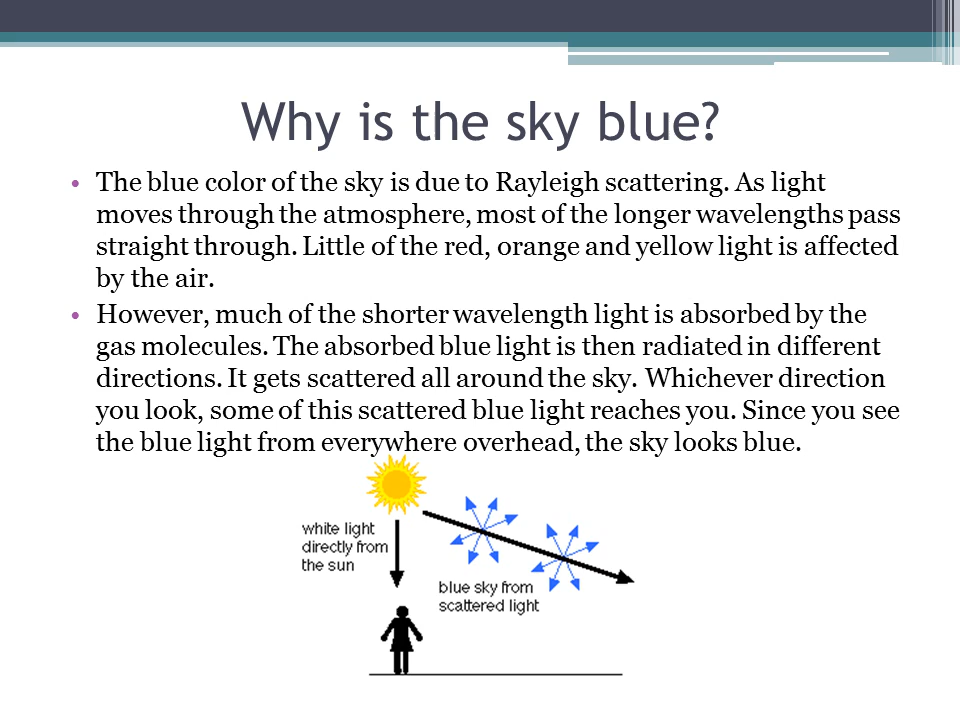 Why is the sky blue?
• The blue color of the sky is due to Rayleigh scattering. As light
moves through the atmosphere, most of the longer wavelengths pass
straight through. Little of the red, orange and yellow light is affected
by the air.
• However, much of the shorter wavelength light is absorbed by the
gas molecules. The absorbed blue light is then radiated in different
directions. It gets scattered all around the sky. Whichever direction
you look, some of this scattered blue light reaches you. Since you see
the blue light from everywhere overhead, the sky looks blue.
white light
directly from
the sun
blue sky from
scattered light